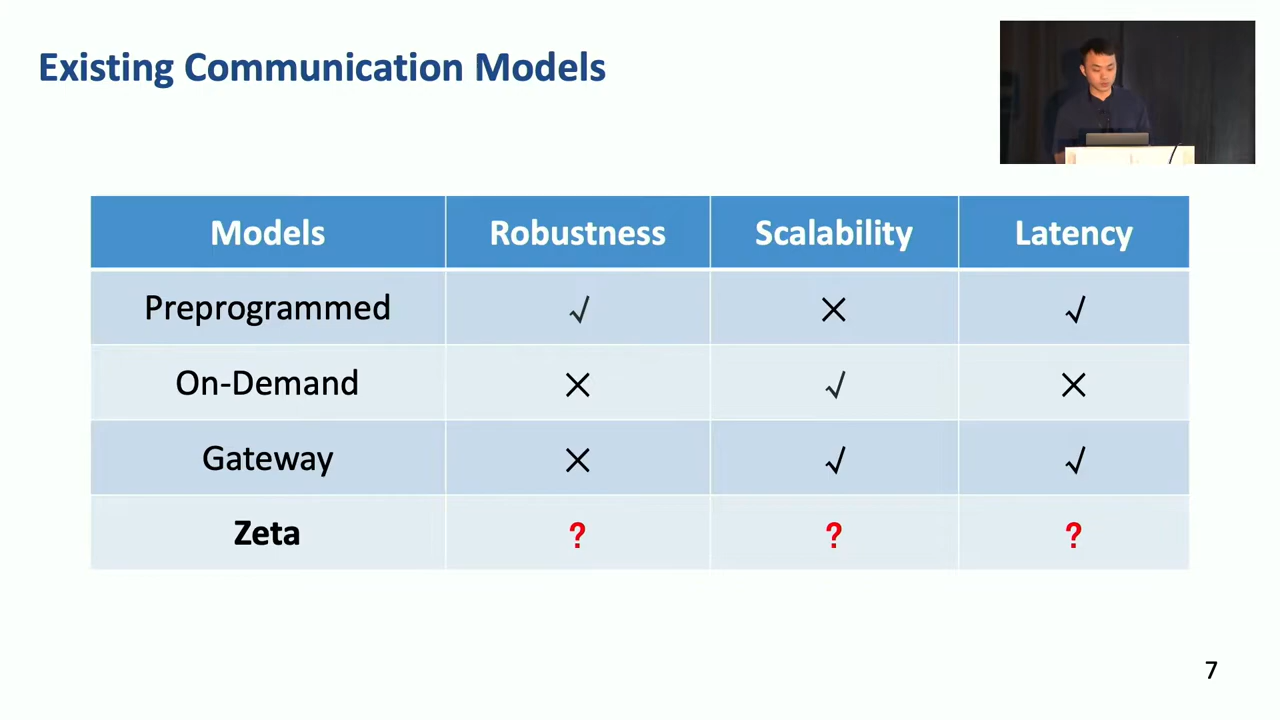 Existing Communication Models
Models Robustness Scalability Latency
Preprogrammed √ × √
On-Demand × √ ×
Gateway × √ √
Zeta ? ? ?
7